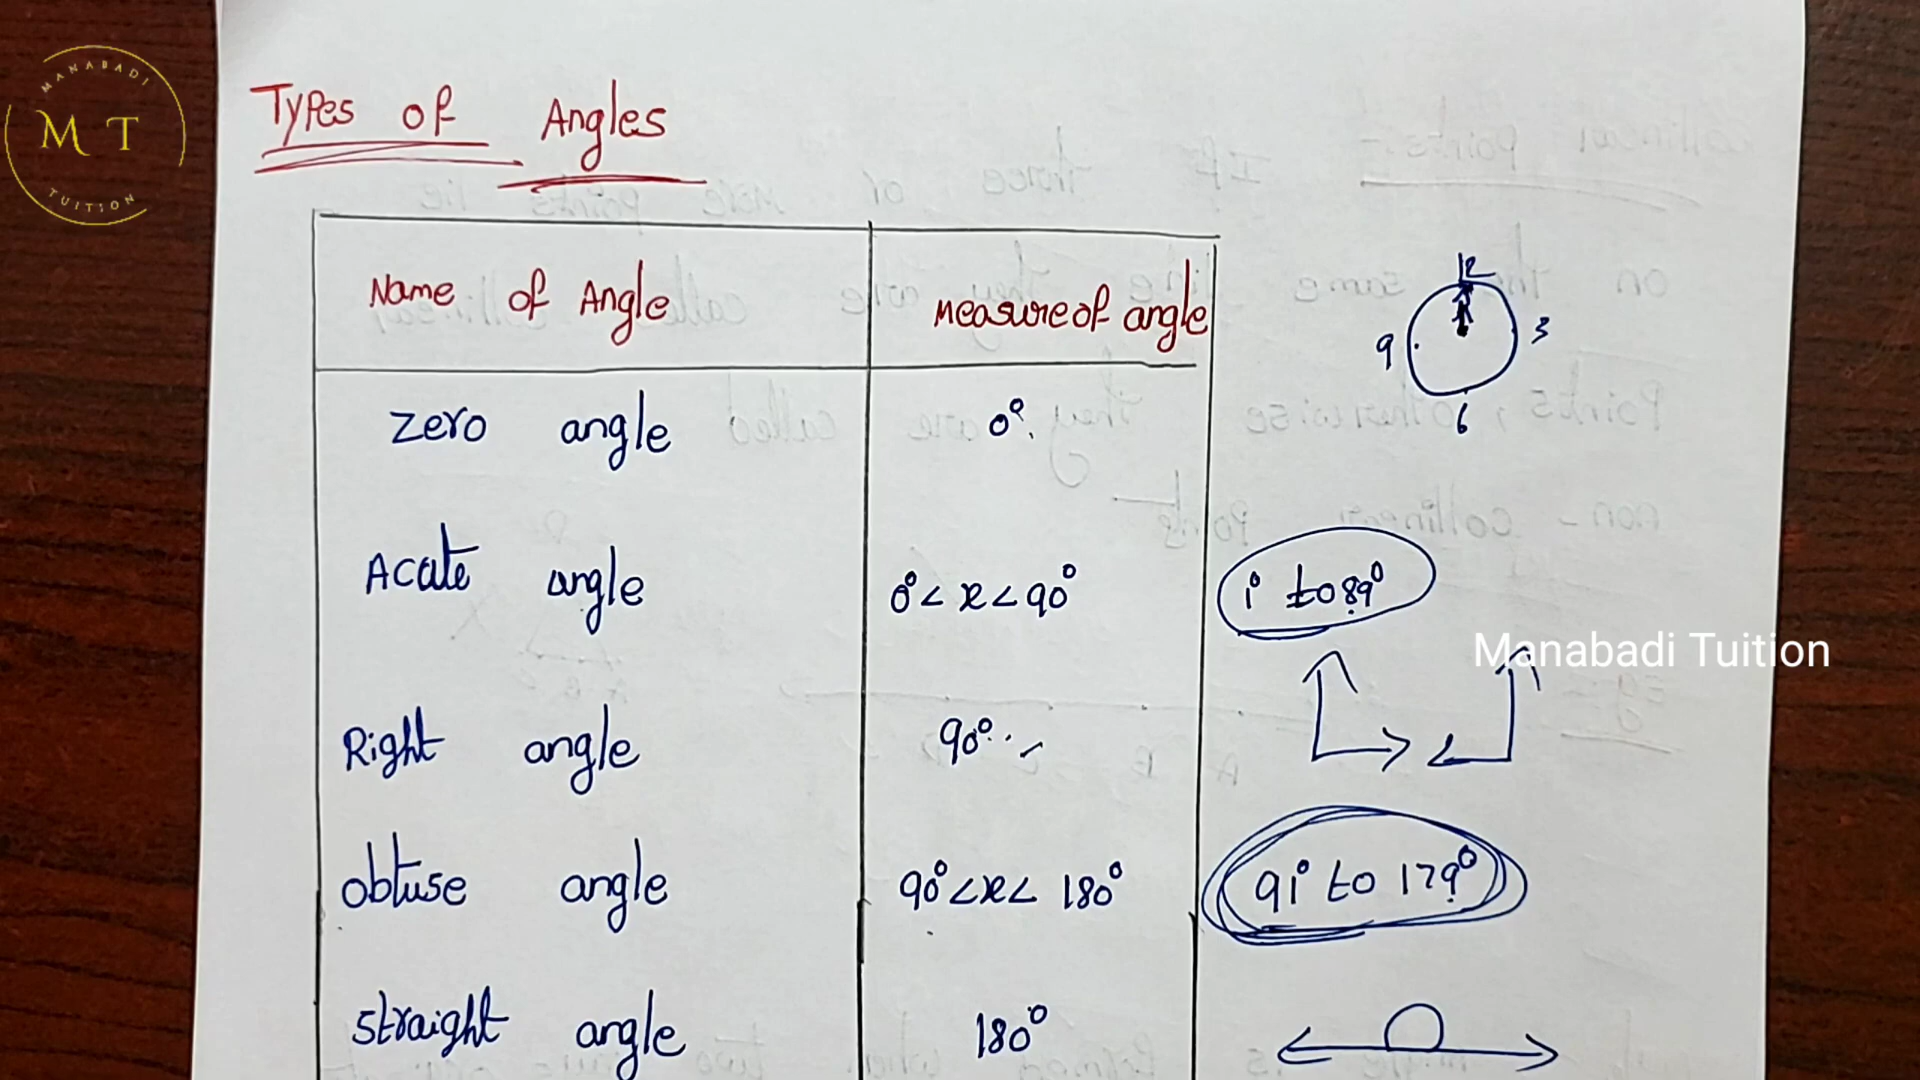 MANABADI
M T
TUITION
Types of Angles
Name of Angle
Measure of angle
zero angle
0°
12
3
6
9
Acute angle
0° < x < 90°
1° to 89°
Manabadi Tuition
Right angle
90°
obtuse angle
90° < x < 180°
91° to 179°
straight angle
180°